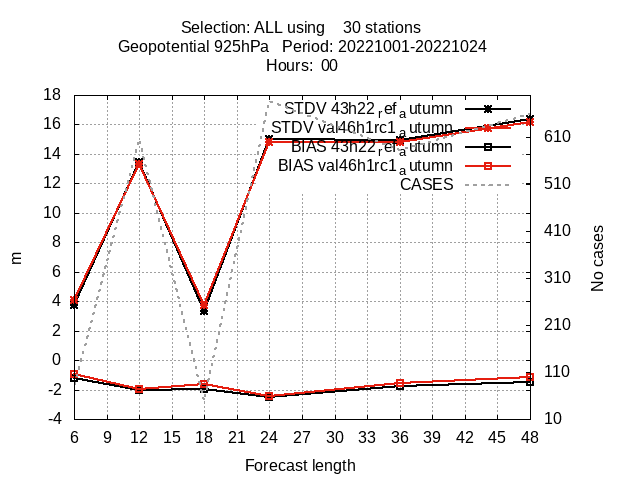 Selection: ALL using    30 stations
Geopotential 925hPa   Period: 20221001-20221024
Hours:  00
STDV 43h22_ref_autumn
STDV val46h1rc1_autumn
BIAS 43h22_ref_autumn
BIAS val46h1rc1_autumn
CASES
18
16
14
12
10
8
6
4
2
0
-2
-4
m
610
510
410
310
210
110
10
No cases
6 9 12 15 18 21 24 27 30 33 36 39 42 45 48
Forecast length